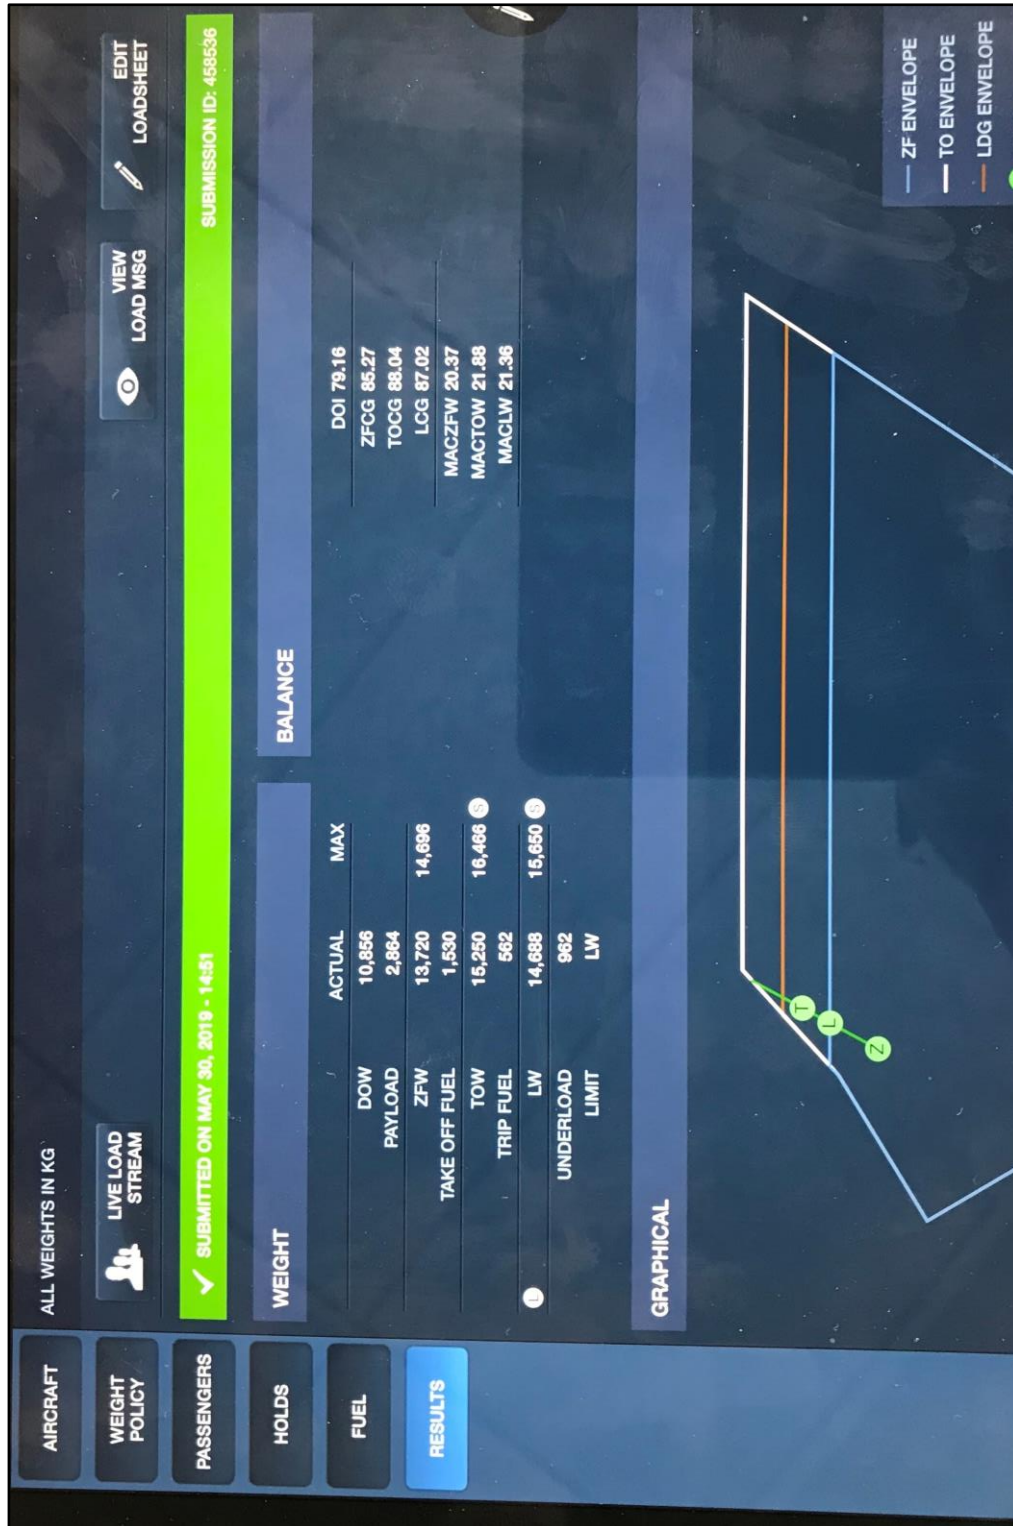 AIRCRAFT
WEIGHT
POLICY
PASSENGERS
HOLDS
FUEL
RESULTS
ALL WEIGHTS IN KG
LIVE LOAD
STREAM
VIEW
LOAD MSG
EDIT
LOADSHEET
SUBMITTED ON MAY 30, 2019 - 14:51 SUBMISSION ID: 458536
WEIGHT
ACTUAL MAX
DOW 10,856
PAYLOAD 2,864
ZFW 13,720 14,696
TAKE OFF FUEL 1,530
TOW 15,250 16,466 S
TRIP FUEL 562
L LW 14,688 15,650 S
UNDERLOAD 962
LIMIT LW
BALANCE
DOI 79.16
ZFCG 85.27
TOCG 88.04
LCG 87.02
MACZFW 20.37
MACTOW 21.88
MACLW 21.36
GRAPHICAL
T
L
Z
ZF ENVELOPE
TO ENVELOPE
LDG ENVELOPE